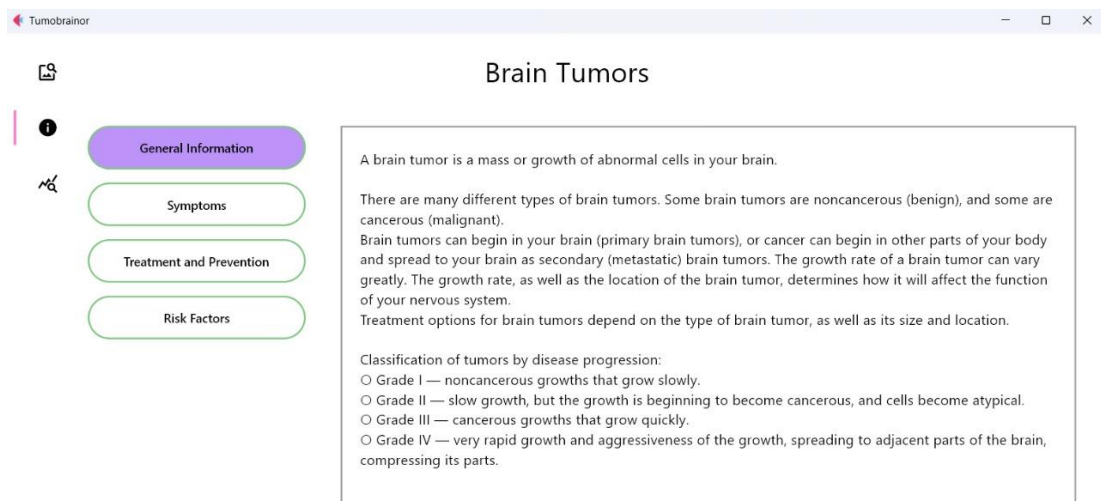 Tumobrainor
Brain Tumors
General Information
Symptoms
Treatment and Prevention
Risk Factors
A brain tumor is a mass or growth of abnormal cells in your brain.
There are many different types of brain tumors. Some brain tumors are noncancerous (benign), and some are
cancerous (malignant).
Brain tumors can begin in your brain (primary brain tumors), or cancer can begin in other parts of your body
and spread to your brain as secondary (metastatic) brain tumors. The growth rate of a brain tumor can vary
greatly. The growth rate, as well as the location of the brain tumor, determines how it will affect the function
of your nervous system.
Treatment options for brain tumors depend on the type of brain tumor, as well as its size and location.
Classification of tumors by disease progression:
○ Grade I — noncancerous growths that grow slowly.
○ Grade II — slow growth, but the growth is beginning to become cancerous, and cells become atypical.
○ Grade III — cancerous growths that grow quickly.
○ Grade IV — very rapid growth and aggressiveness of the growth, spreading to adjacent parts of the brain,
compressing its parts.